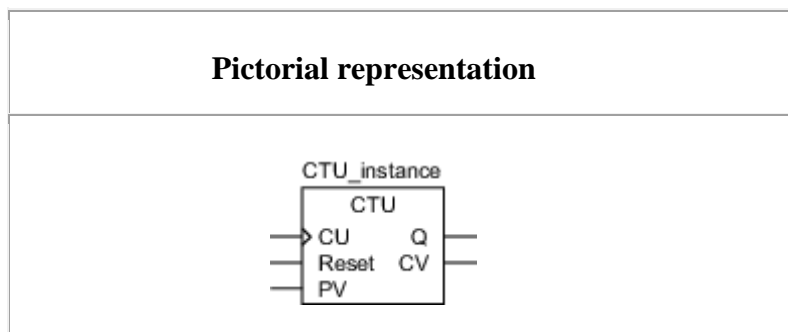 Pictorial representation
CTU_instance
CTU
CU Q
Reset CV
PV